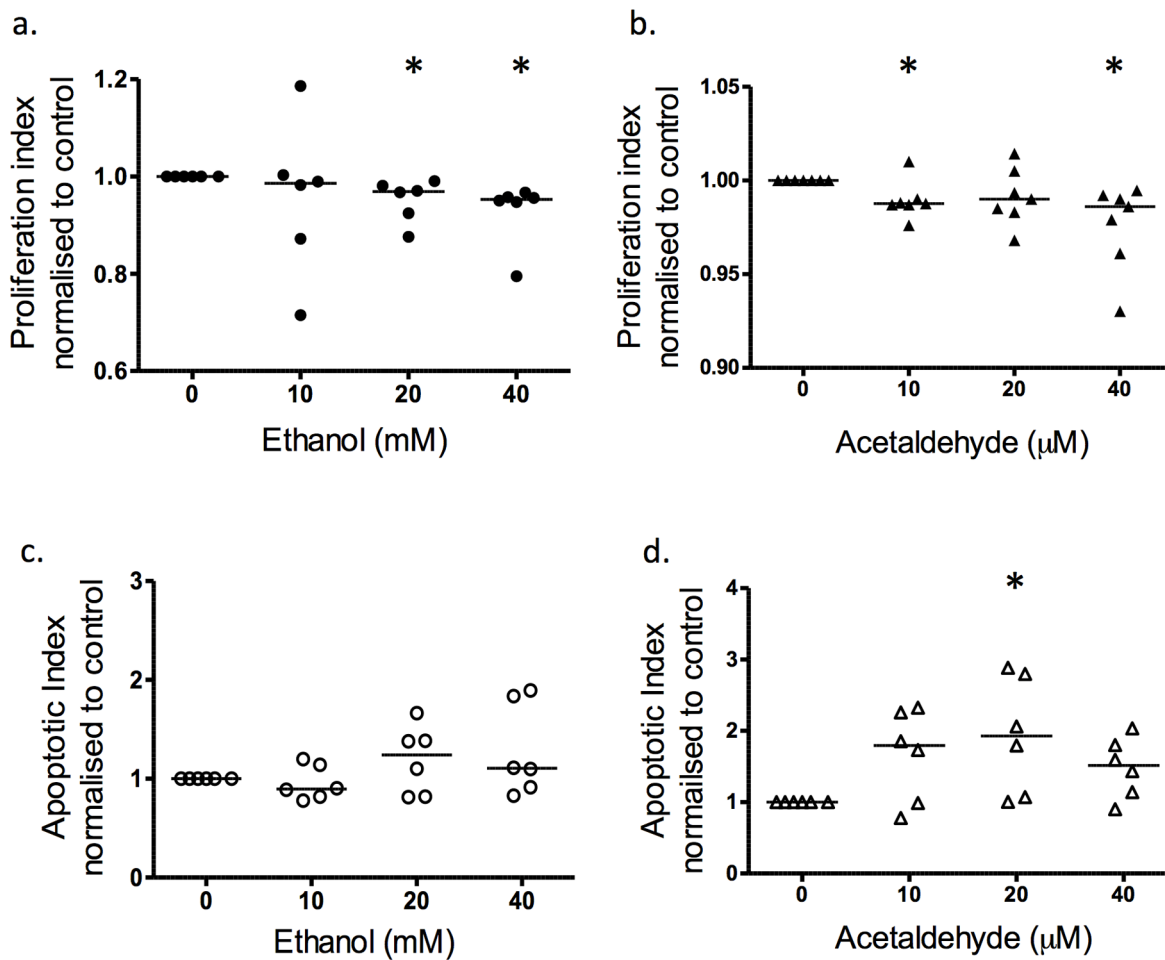 a.
*
*
Proliferation index
normalised to control
1.2
1.0
0.8
0.6
0
10
20
40
Ethanol (mM)
b.
*
*
Proliferation index
normalised to control
1.05
1.00
0.95
0.90
0
10
20
40
Acetaldehyde (μM)
c.
Apoptotic Index
normalised to control
3
2
1
0
0
10
20
40
Ethanol (mM)
d.
*
Apoptotic Index
normailsed to control
4
3
2
1
0
0
10
20
40
Acetaldehyde (μM)